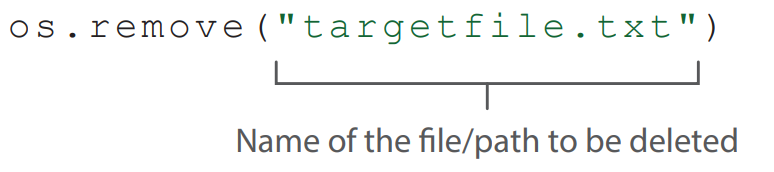 os.remove("targetfile.txt")
Name of the file/path to be deleted